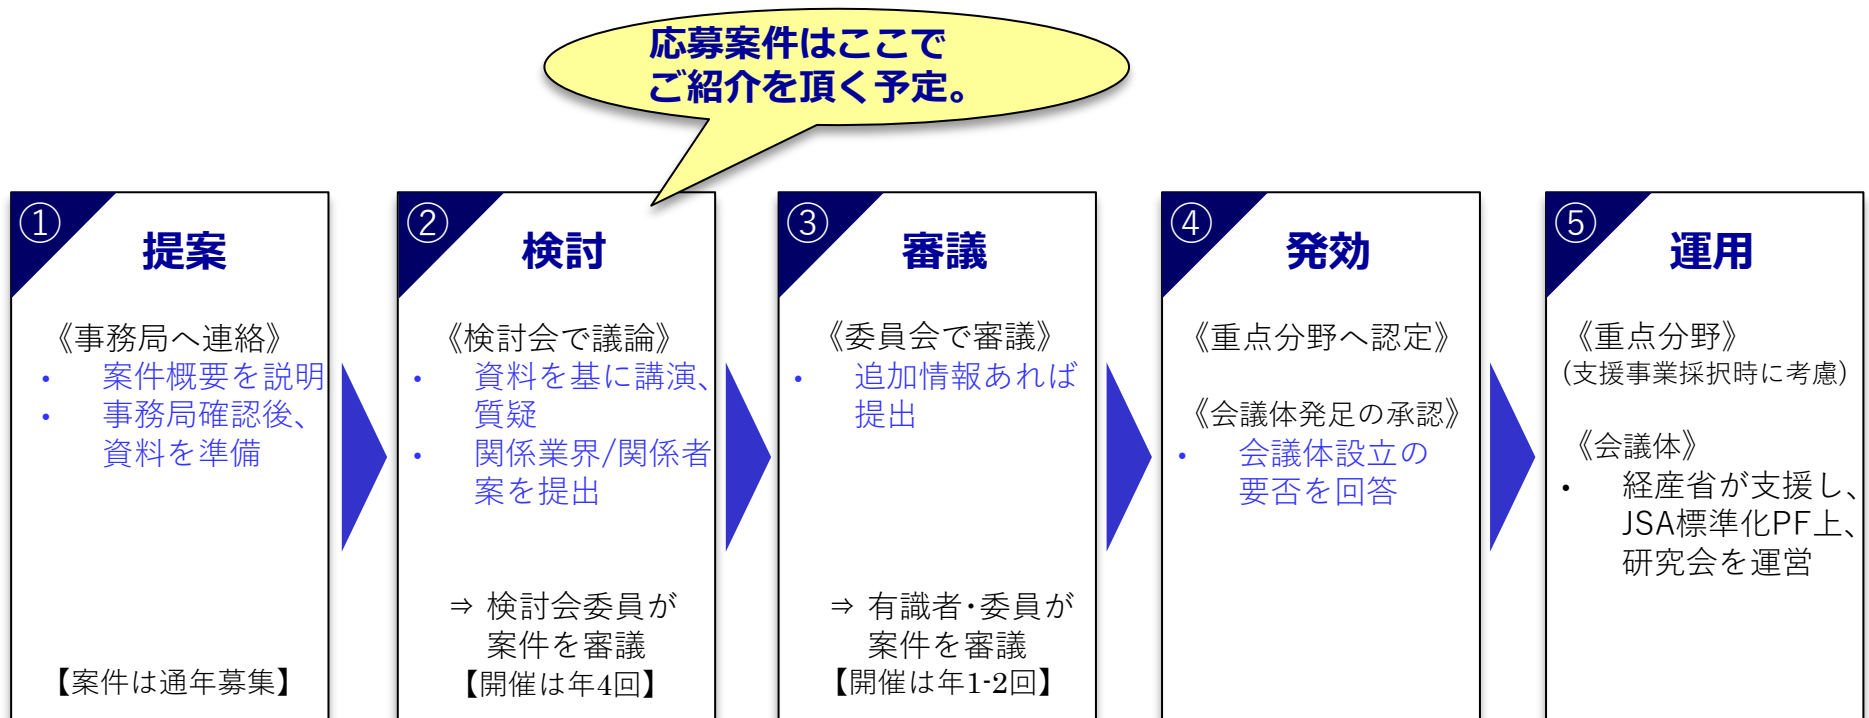 応募案件はここで
ご紹介を頂く予定。
①
提案
《事務局へ連絡》
・ 案件概要を説明
・ 事務局確認後、
資料を準備
【案件は通年募集】
②
検討
《検討会で議論》
・ 資料を基に講演、
質疑
・ 関係業界/関係者
案を提出
⇒ 検討会委員が
案件を審議
【開催は年4回】
③
審議
《委員会で審議》
・ 追加情報あれば
提出
⇒ 有識者・委員が
案件を審議
【開催は年1-2回】
④
発効
《重点分野へ認定》
《会議体発足の承認》
・ 会議体設立の
要否を回答
⑤
運用
《重点分野》
(支援事業採択時に考慮)
《会議体》
・ 経産省が支援し、
JSA標準化PF上、
研究会を運営